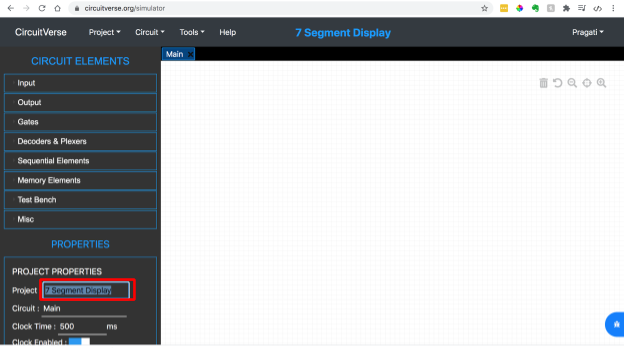 circuitverse.org/simulator
CircuitVerse Project Circuit Tools Help 7 Segment Display Pragati
CIRCUIT ELEMENTS
Main
Input
Output
Gates
Decoders & Plexers
Sequential Elements
Memory Elements
Test Bench
Misc
PROPERTIES
PROJECT PROPERTIES
Project 7 Segment Display
Circuit : Main
Clock Time : 500 ms
Clock Enabled :